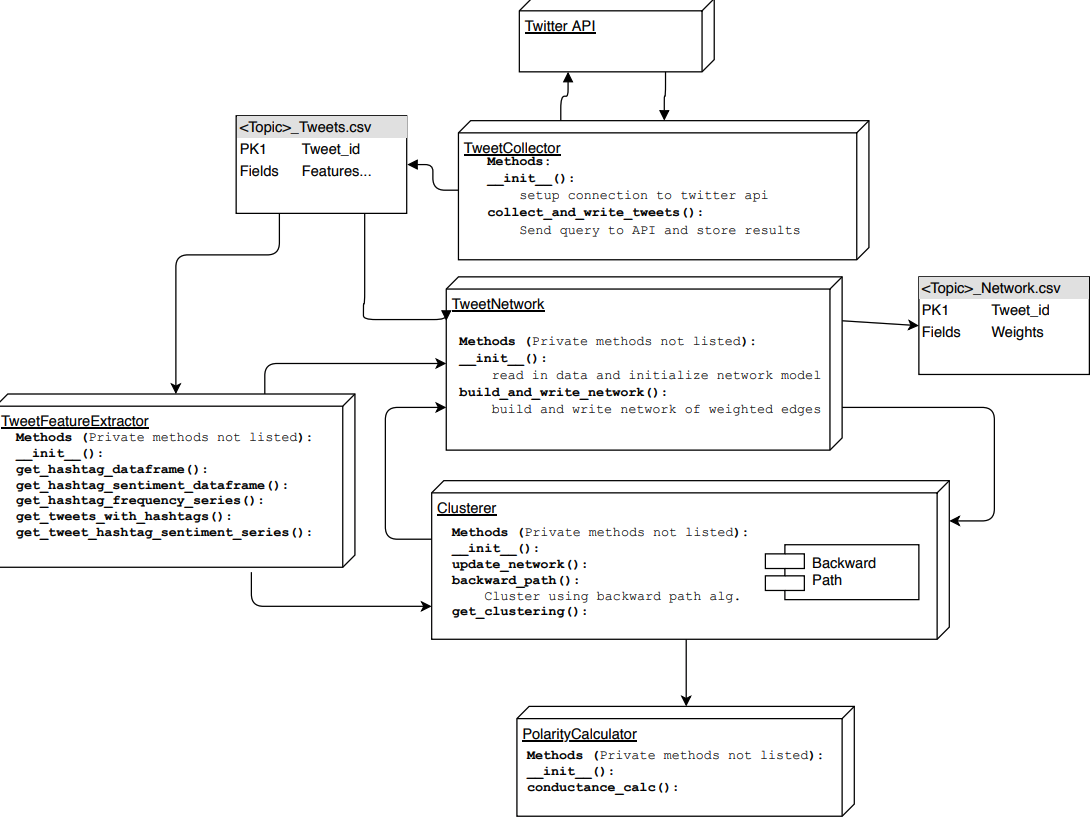 Twitter API
<Topic>_Tweets.csv
PK1 Tweet_id
Fields Features...
TweetCollector
Methods:
__init__():
setup connection to twitter api
collect_and_write_tweets():
Send query to API and store results
TweetNetwork
Methods (Private methods not listed):
__init__():
read in data and initialize network model
build_and_write_network():
build and write network of weighted edges
<Topic>_Network.csv
PK1 Tweet_id
Fields Weights
TweetFeatureExtractor
Methods (Private methods not listed):
__init__():
get_hashtag_dataframe():
get_hashtag_sentiment_dataframe():
get_hashtag_frequency_series():
get_tweets_with_hashtags():
get_tweet_hashtag_sentiment_series():
Clusterer
Methods (Private methods not listed):
__init__():
update_network():
backward_path():
Cluster using backward path alg.
get_clustering():
Backward
Path
PolarityCalculator
Methods (Private methods not listed):
__init__():
conductance_calc():